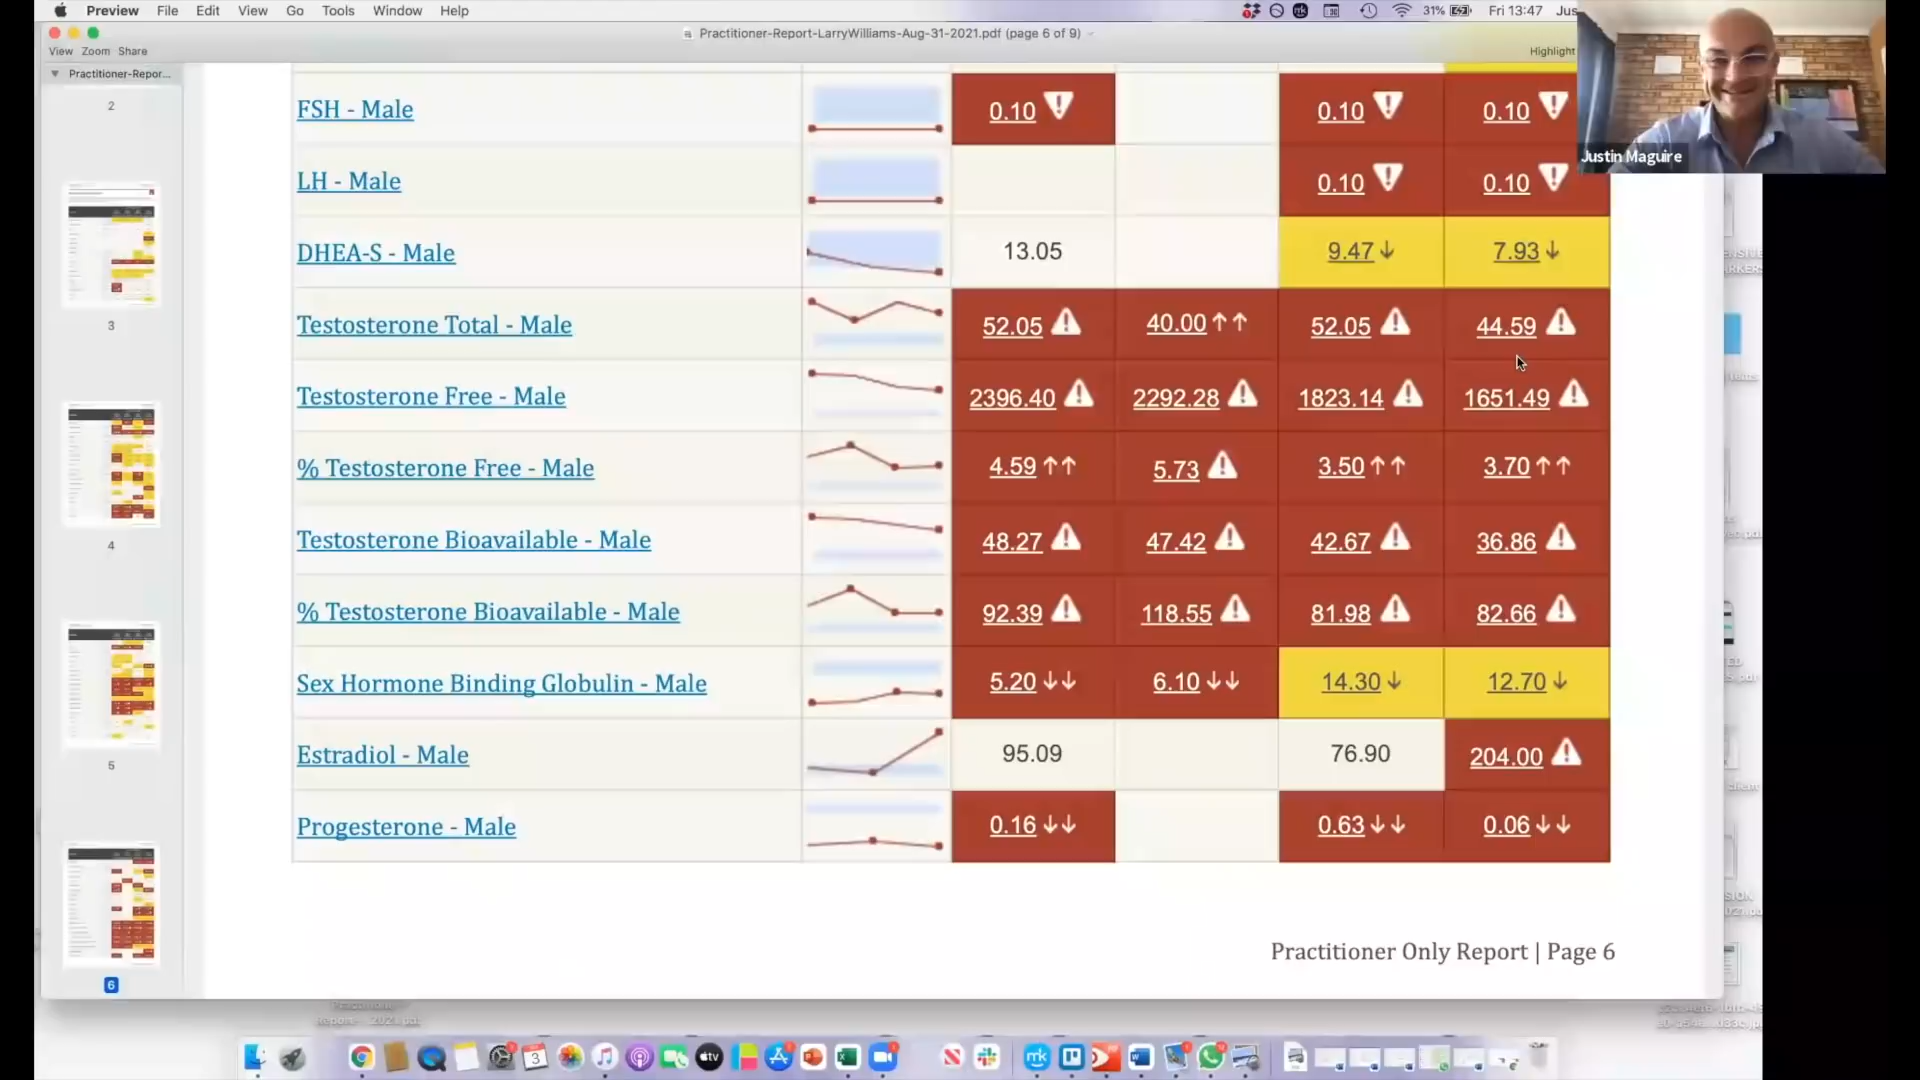 Preview File Edit View Go Tools Window Help
31% Fri 13:47 Jus
Practitioner-Report-LarryWilliams-Aug-31-2021.pdf (page 6 of 9)
View Zoom Share
Highlight
Practitioner-Repor...
2
3
4
5
6
Justin Maguire
FSH - Male 0.10 0.10 0.10
LH - Male 0.10 0.10
DHEA-S - Male 13.05 9.47 ↓ 7.93 ↓
Testosterone Total - Male 52.05 40.00 ↑↑ 52.05 44.59
Testosterone Free - Male 2396.40 2292.28 1823.14 1651.49
% Testosterone Free - Male 4.59 ↑↑ 5.73 3.50 ↑↑ 3.70 ↑↑
Testosterone Bioavailable - Male 48.27 47.42 42.67 36.86
% Testosterone Bioavailable - Male 92.39 118.55 81.98 82.66
Sex Hormone Binding Globulin - Male 5.20 ↓↓ 6.10 ↓↓ 14.30 ↓ 12.70 ↓
Estradiol - Male 95.09 76.90 204.00
Progesterone - Male 0.16 ↓↓ 0.63 ↓↓ 0.06 ↓↓
Practitioner Only Report | Page 6
3
tv
mk